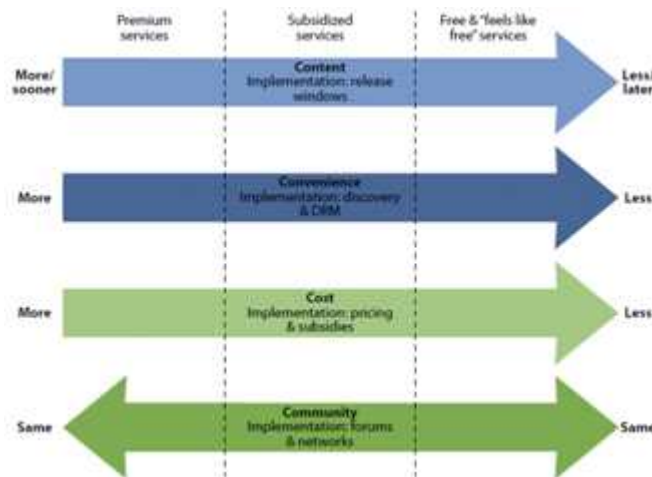 Premium
services
Subsidized
services
Free & "feels like
free" services
More/
sooner
Content
Implementation: release
windows
Less/
later
More
Convenience
Implementation: discovery
& DRM
Less
More
Cost
Implementation: pricing
& subsidies
Less
Same
Community
Implementation: forums
& networks
Same